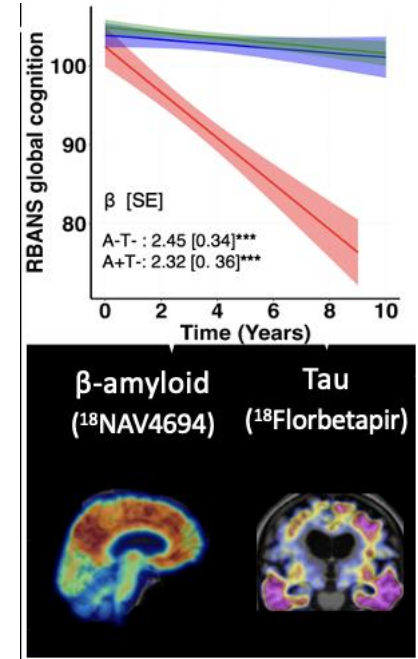 RBANS global cognition
100
90
80
β [SE]
A-T- : 2.45 [0.34]***
A+T-: 2.32 [0. 36]***
0 2 4 6 8 10
Time (Years)
β-amyloid
(¹⁸NAV4694)
Tau
(¹⁸Florbetapir)